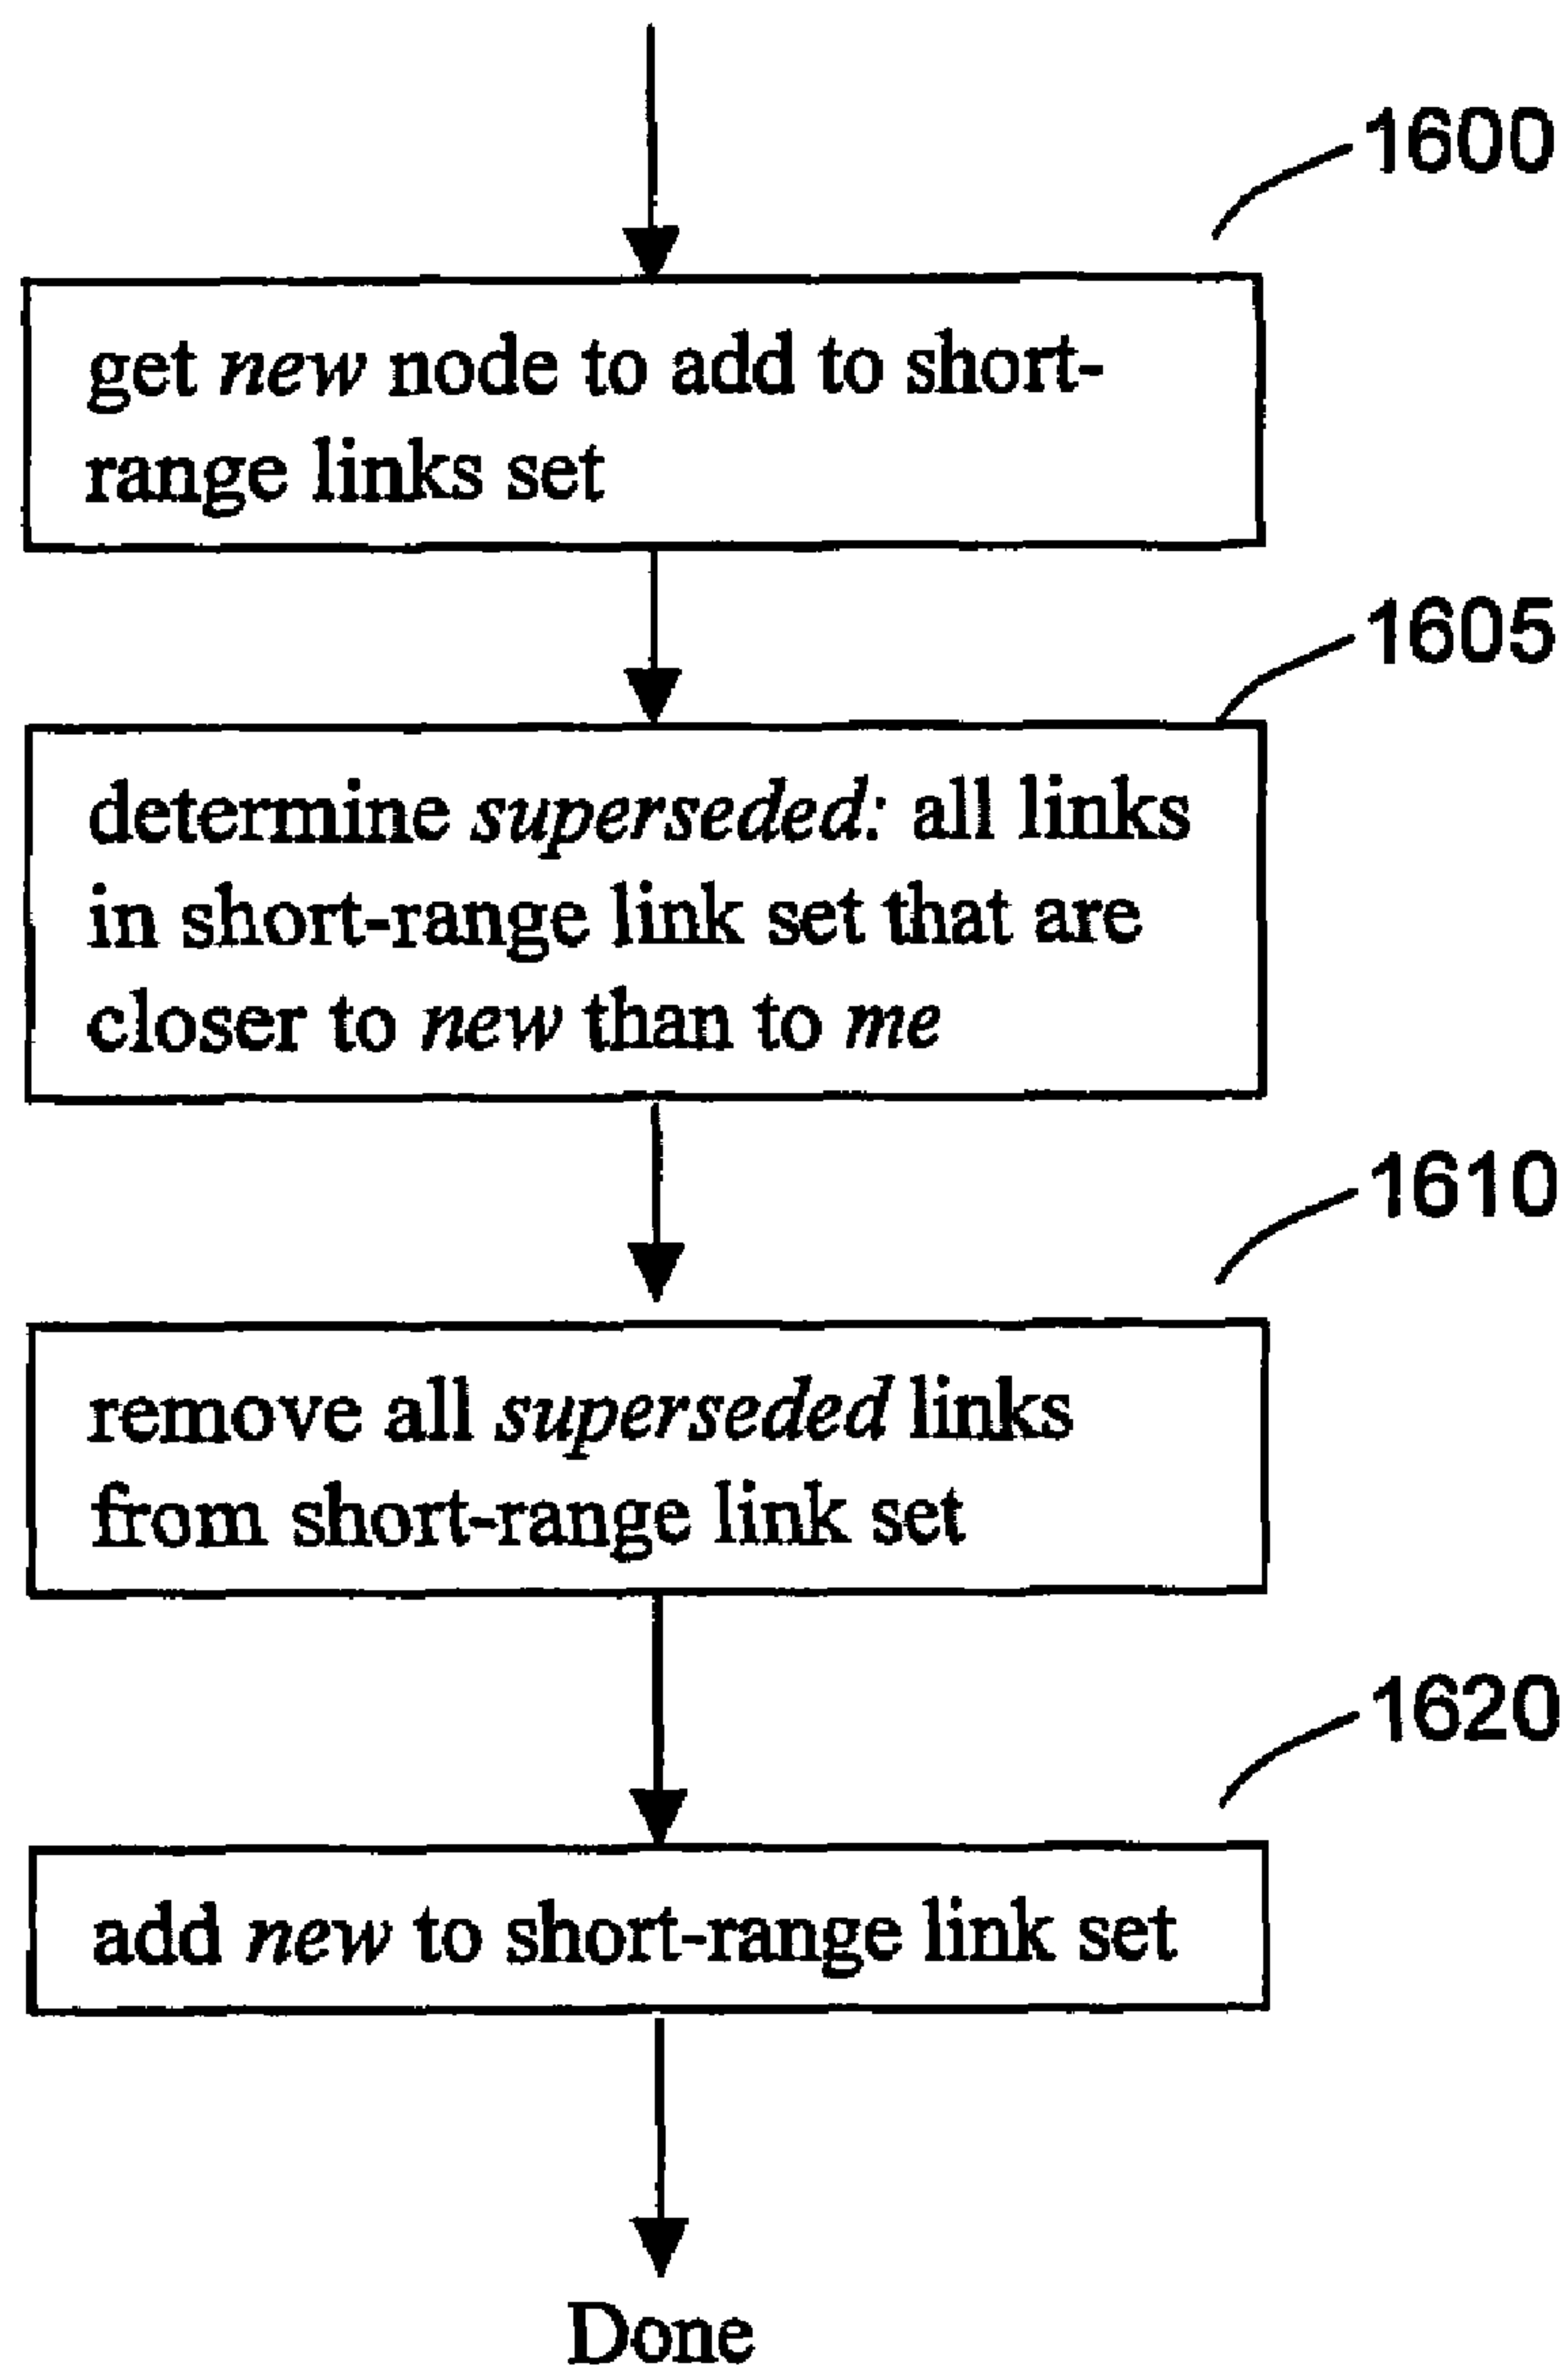 1600
get new node to add to short-
range links set
1605
determine superseded: all links
in short-range link set that are
closer to new than to me
1610
remove all superseded links
from short-range link set
1620
add new to short-range link set
Done